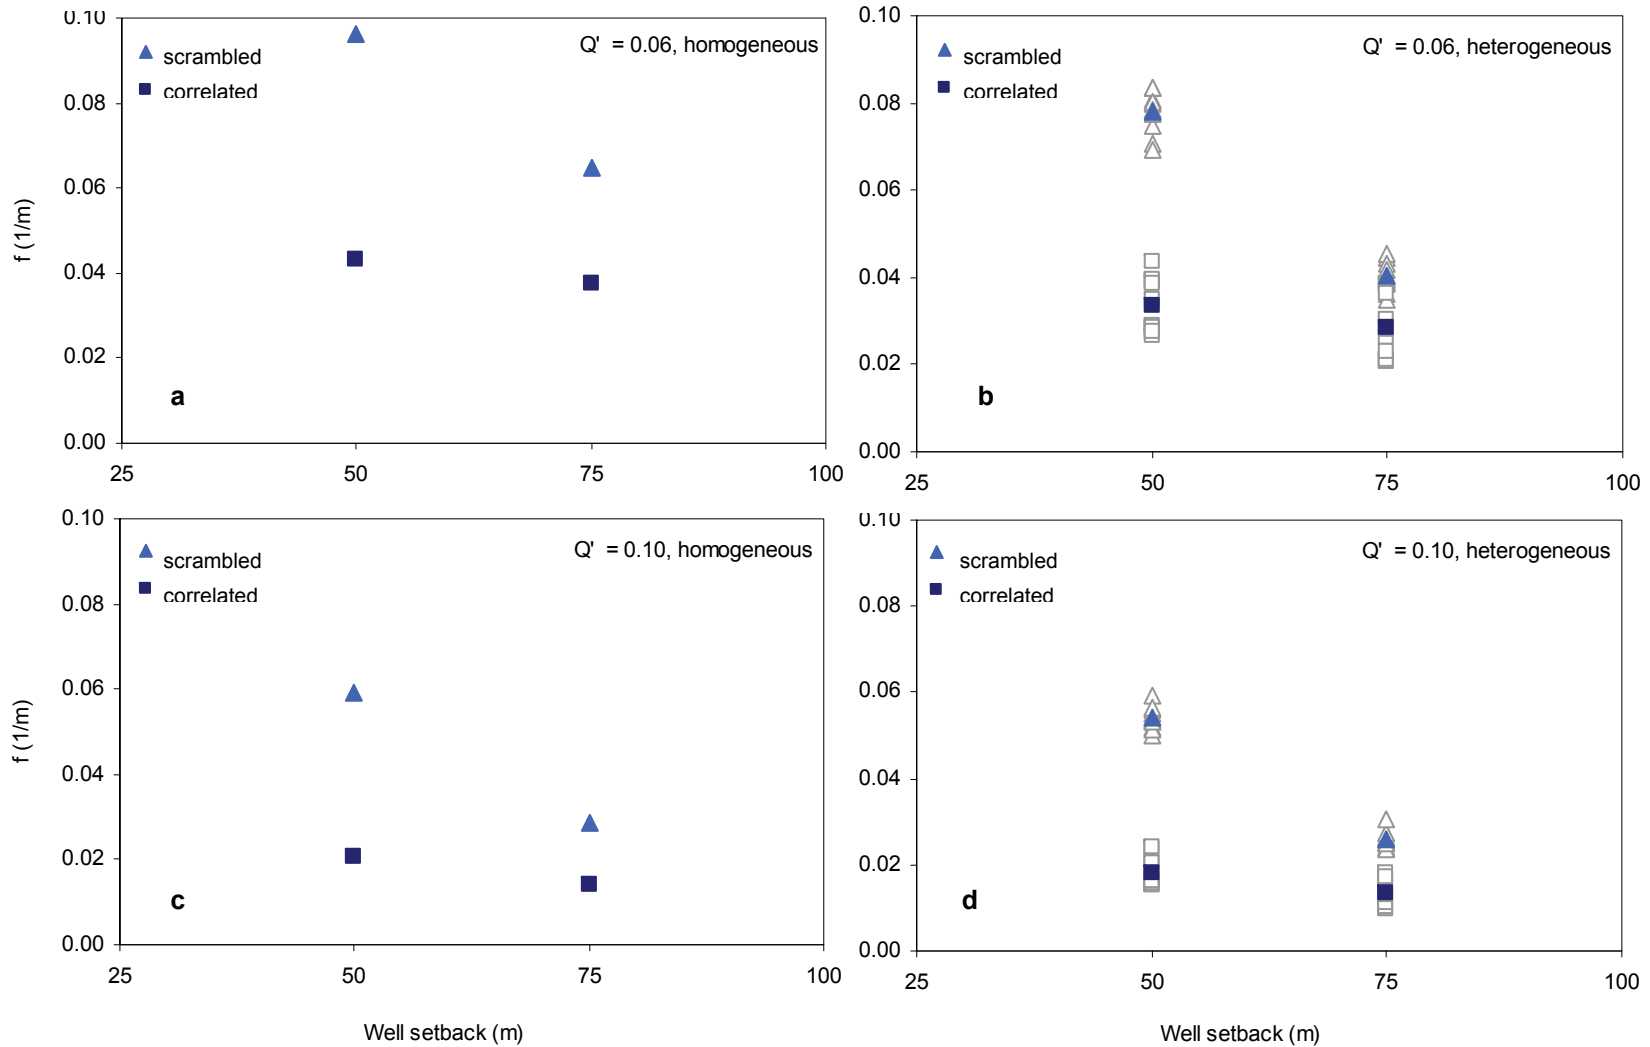 0.10
▲ scrambled
Q' = 0.06, homogeneous
■ correlated
0.08
0.06
0.04
0.02
0.00
a
25 50 75 100
f (1/m)
0.10
▲ scrambled
Q' = 0.06, heterogeneous
■ correlated
0.08
0.06
0.04
0.02
0.00
b
25 50 75 100
0.10
▲ scrambled
Q' = 0.10, homogeneous
■ correlated
0.08
0.06
0.04
0.02
0.00
c
25 50 75 100
f (1/m)
Well setback (m)
0.10
▲ scrambled
Q' = 0.10, heterogeneous
■ correlated
0.08
0.06
0.04
0.02
0.00
d
25 50 75 100
Well setback (m)